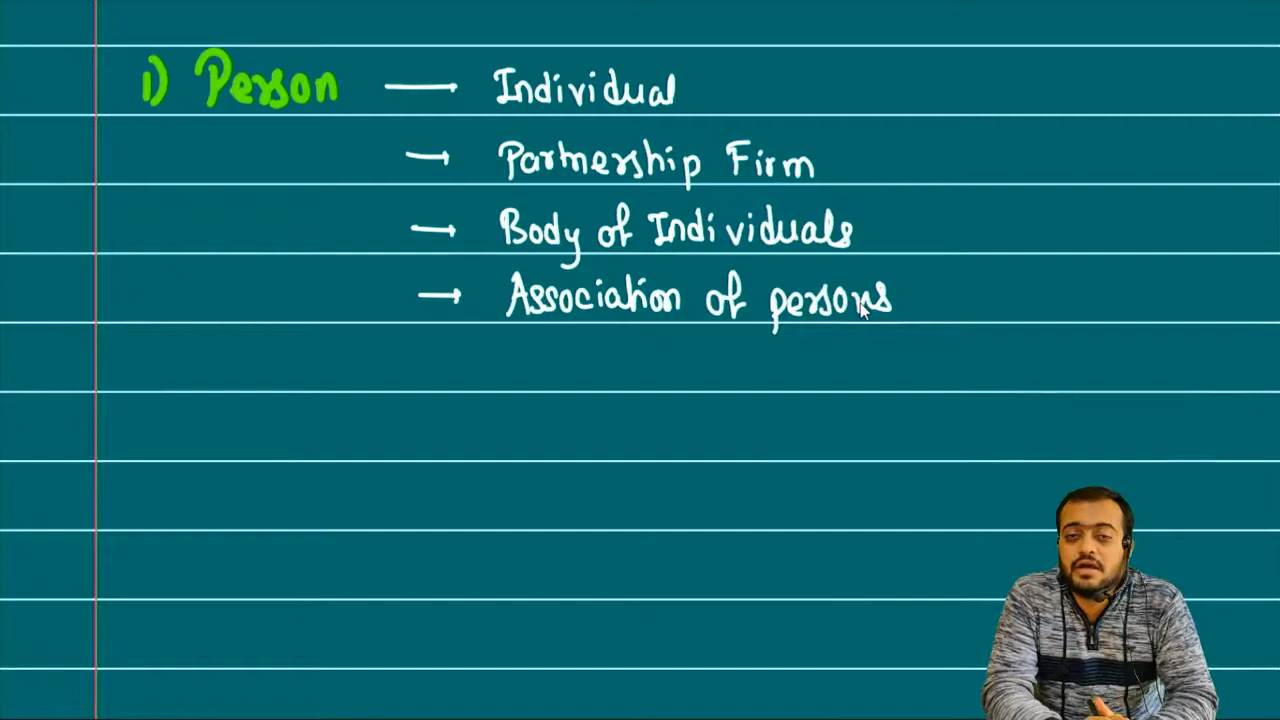 1) Person → Individual
→ Partnership Firm
→ Body of Individuals
→ Association of persons